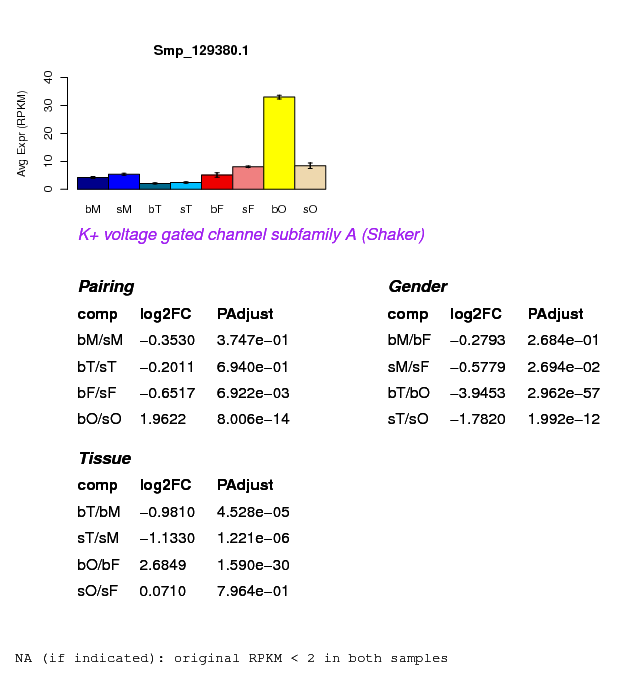 Smp_129380.1
Avg Expr (RPKM)
40
30
20
10
0
bM sM bT sT bF sF bO sO
K+ voltage gated channel subfamily A (Shaker)
Pairing
comp log2FC PAdjust
bM/sM −0.3530 3.747e−01
bT/sT −0.2011 6.940e−01
bF/sF −0.6517 6.922e−03
bO/sO 1.9622 8.006e−14
Gender
comp log2FC PAdjust
bM/bF −0.2793 2.684e−01
sM/sF −0.5779 2.694e−02
bT/bO −3.9453 2.962e−57
sT/sO −1.7820 1.992e−12
Tissue
comp log2FC PAdjust
bT/bM −0.9810 4.528e−05
sT/sM −1.1330 1.221e−06
bO/bF 2.6849 1.590e−30
sO/sF 0.0710 7.964e−01
NA (if indicated): original RPKM < 2 in both samples